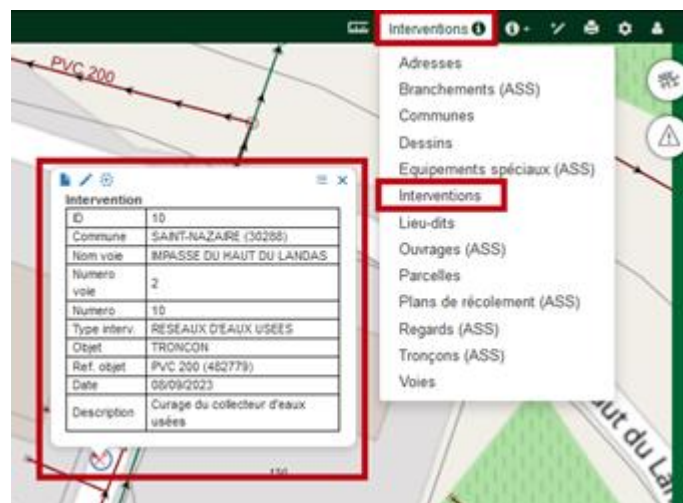 Interventions
Adresses
Branchements (ASS)
Communes
Dessins
Equipements spéciaux (ASS)
Interventions
Lieu-dits
Ouvrages (ASS)
Parcelles
Plans de récolement (ASS)
Regards (ASS)
Tronçons (ASS)
Voies
PVC 200
Intervention
ID 10
Commune SAINT-NAZAIRE (30288)
Nom voie IMPASSE DU HAUT DU LANDAS
Numero
voie 2
Numero 10
Type interv. RESEAUX D'EAUX USEES
Objet TRONCON
Ref. objet PVC 200 (482779)
Date 08/09/2023
Description Curage du collecteur d'eaux
usées
ut du La